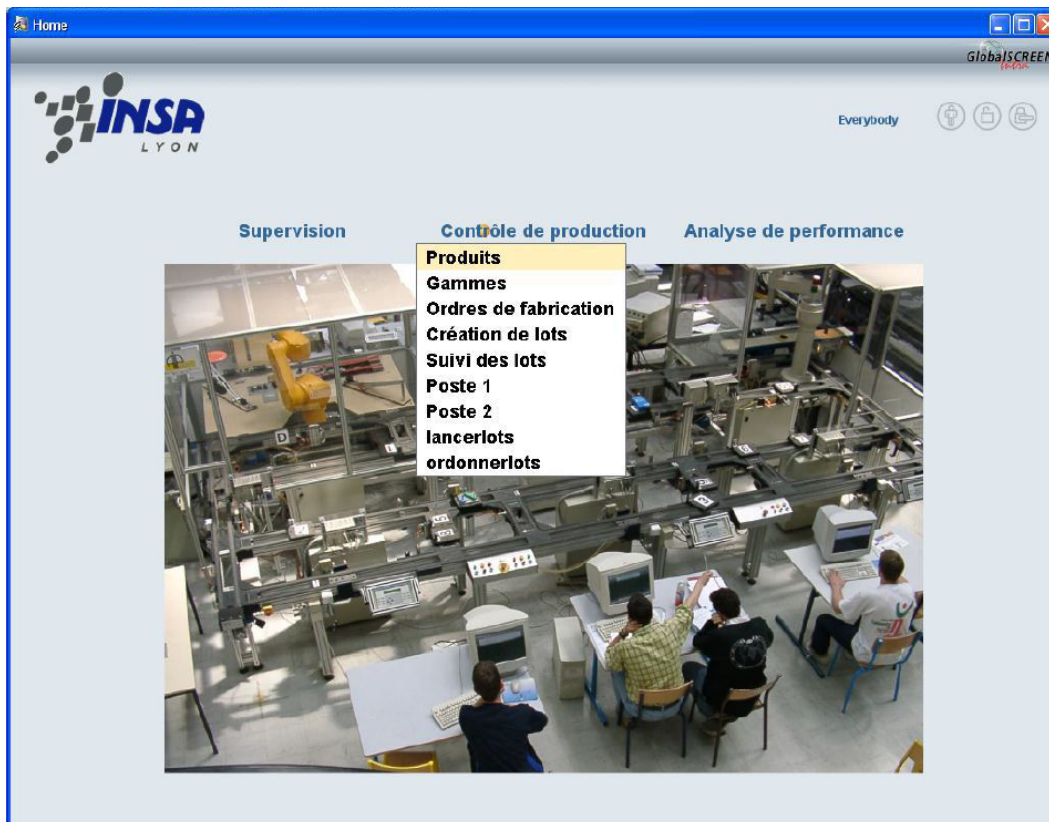 Home
GlobalSCREEN
Intra
INSA
LYON
Everybody
Supervision
Contrôle de production
Analyse de performance
Produits
Gammes
Ordres de fabrication
Création de lots
Suivi des lots
Poste 1
Poste 2
lancerlots
ordonnerlots
D